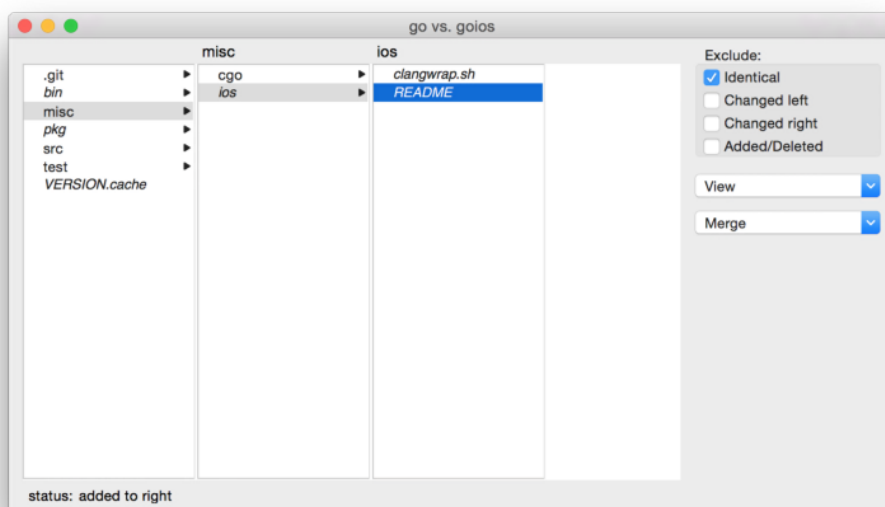 go vs. goios
misc
ios
.git
bin
misc
pkg
src
test
VERSION.cache
cgo
ios
clangwrap.sh
README
Exclude:
Identical
Changed left
Changed right
Added/Deleted
View
Merge
status: added to right